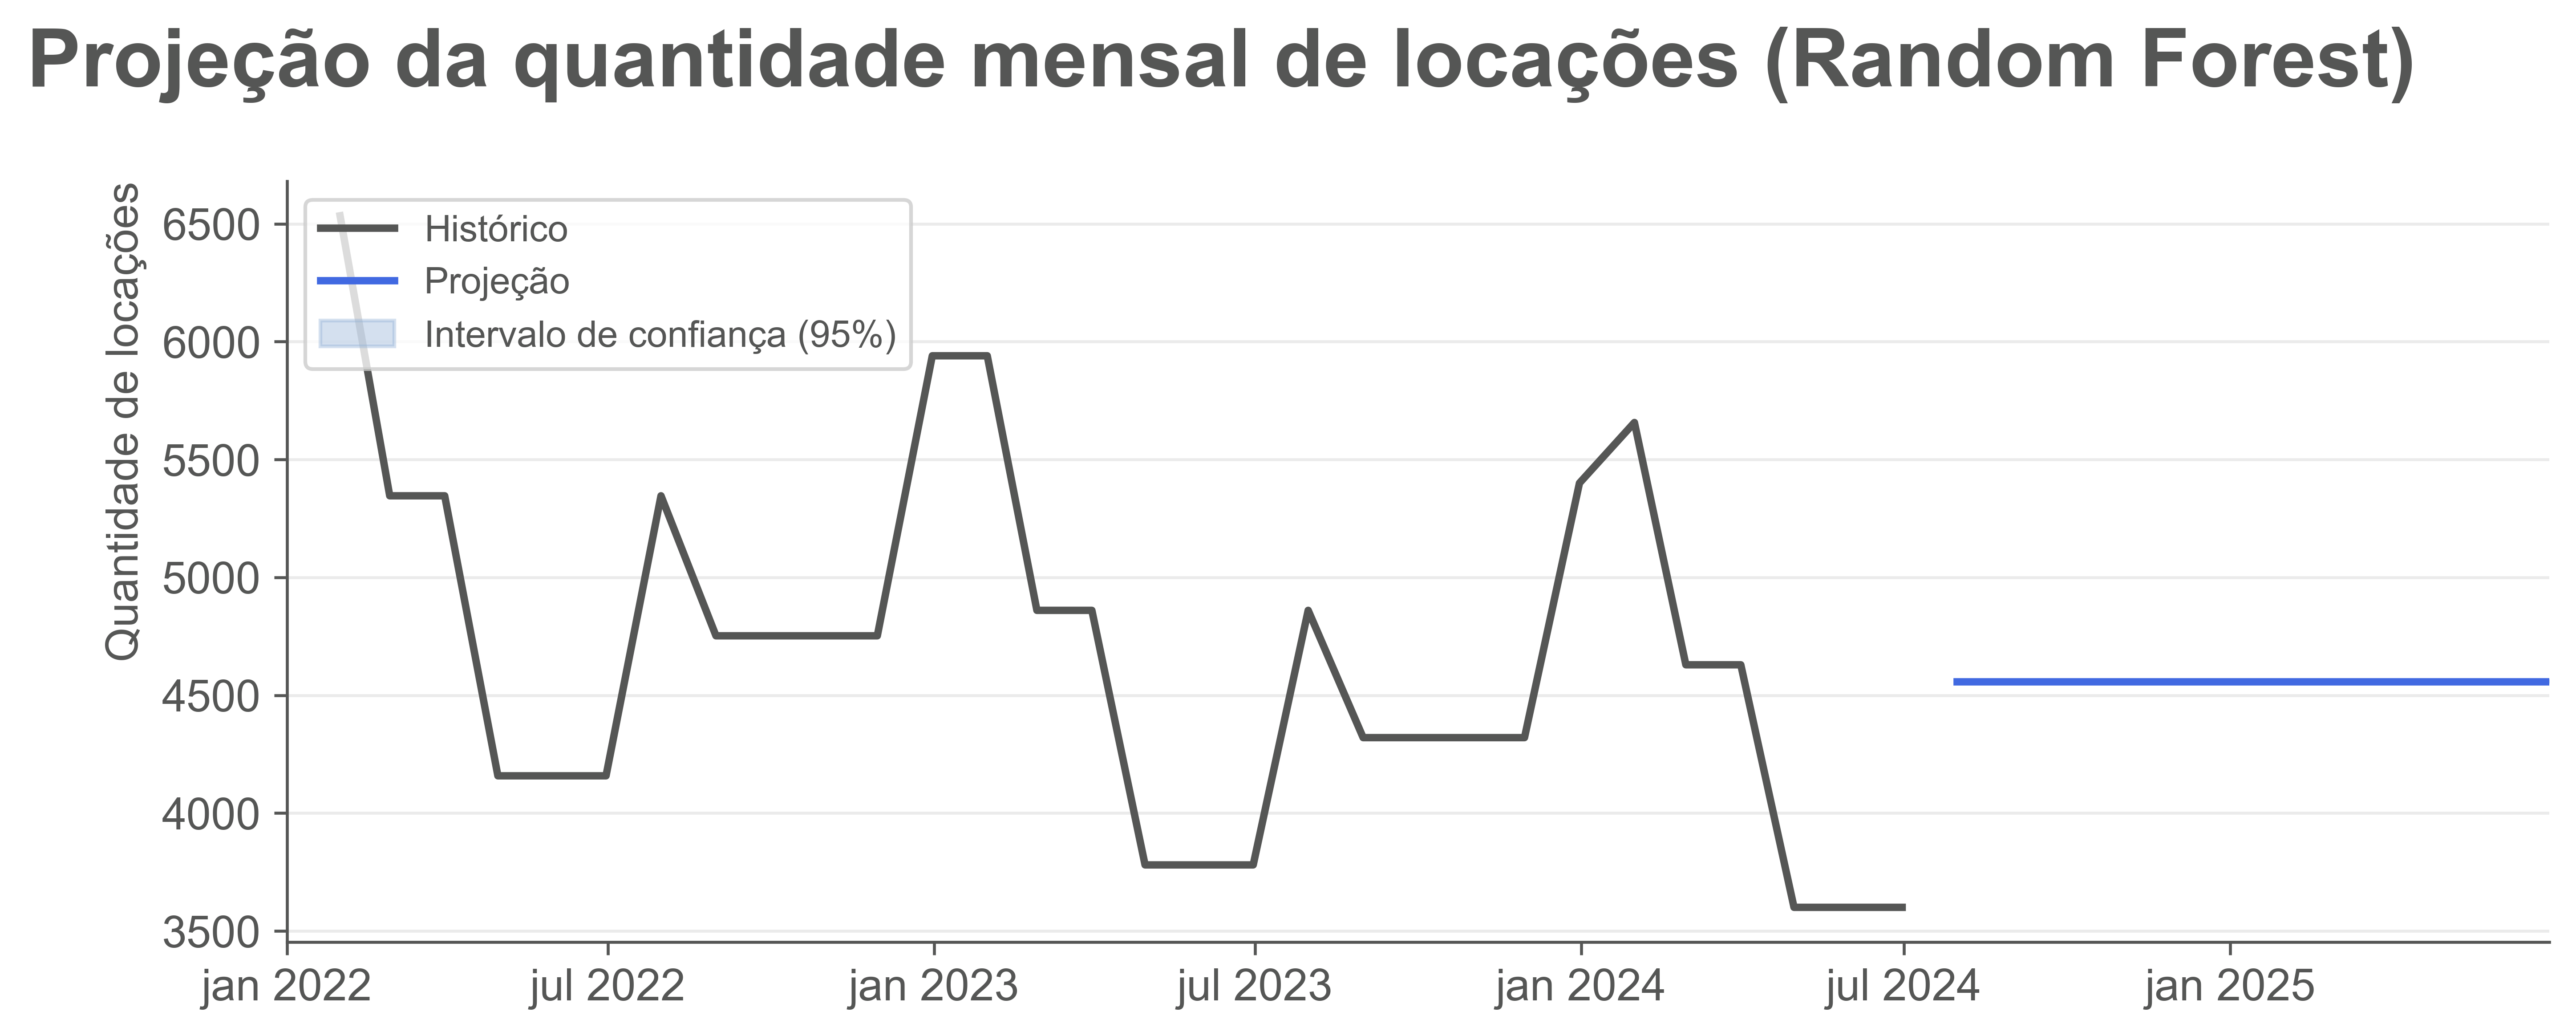 Projeção da quantidade mensal de locações (Random Forest)
Quantidade de locações
6500
6000
5500
5000
4500
4000
3500
Histórico
Projeção
Intervalo de confiança (95%)
jan 2022
jul 2022
jan 2023
jul 2023
jan 2024
jul 2024
jan 2025